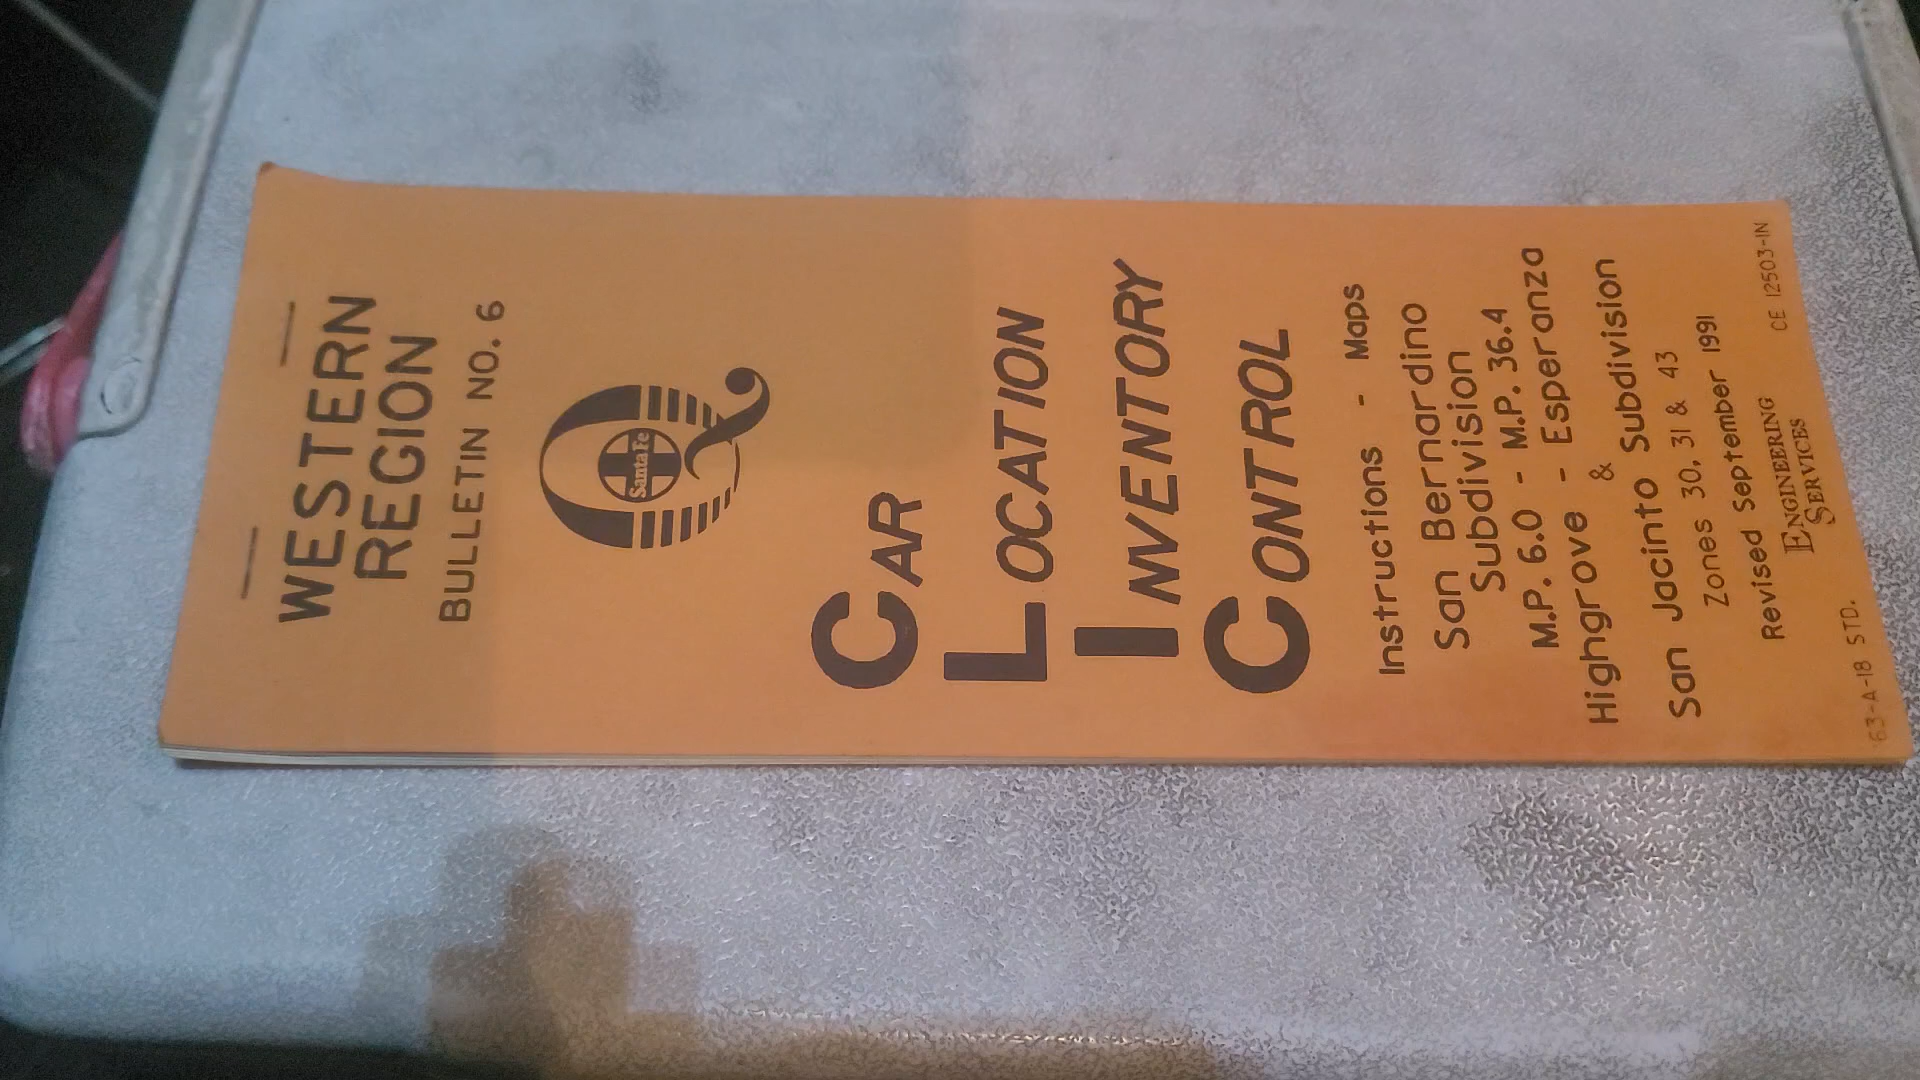 WESTERN
REGION
BULLETIN NO. 6
Santa Fe
CAR
LOCATION
INVENTORY
CONTROL
Instructions - Maps
San Bernardino
Subdivision
M.P. 6.0 - M.P. 36.4
Highgrove - Esperanza
&
San Jacinto Subdivision
Zones 30, 31 & 43
Revised September 1991
ENGINEERING
SERVICES
63-A-18 STD.
CE 12503-IN